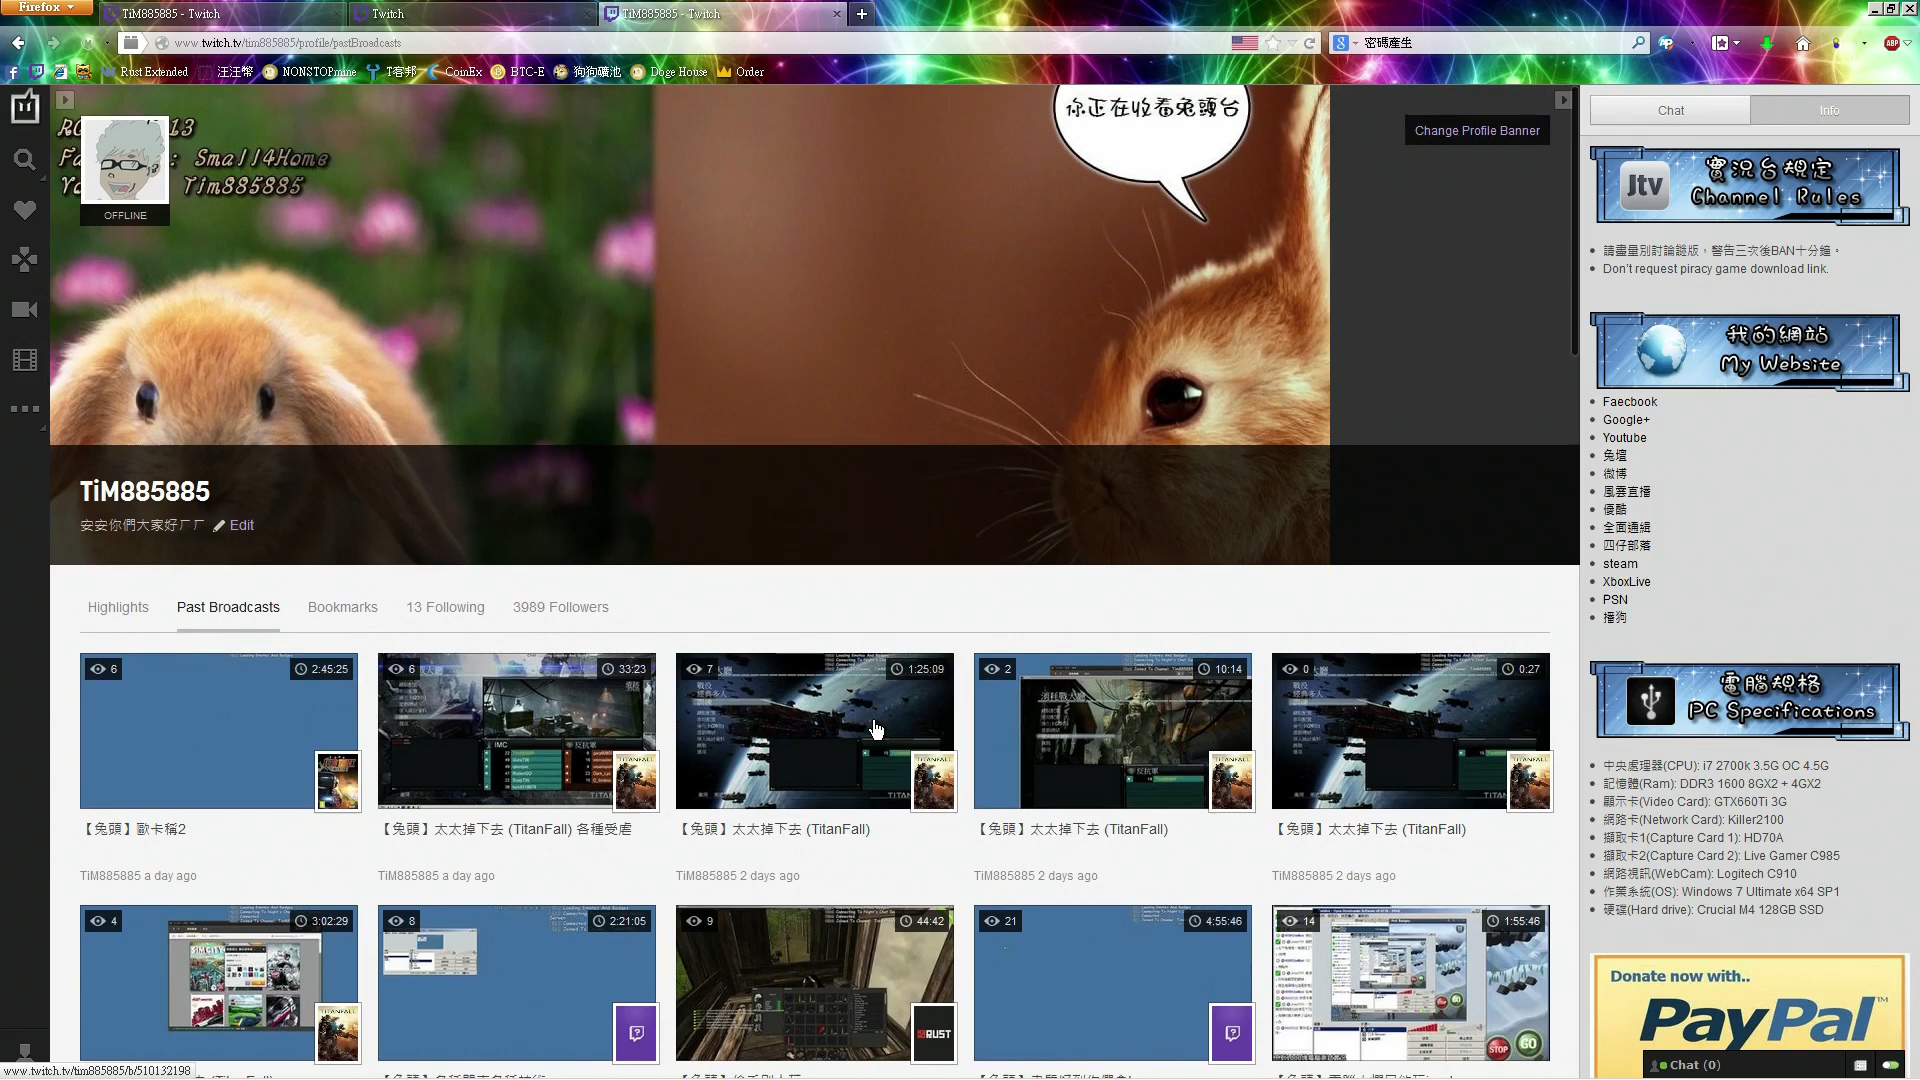 Firefox
TiM885885 - Twitch
Twitch
TiM885885 - Twitch
www.twitch.tv/tim885885/profile/pastBroadcasts
密碼產生
Rust Extended
汪汪幣
NONSTOPmine
T客邦
CoinEx
BTC-E
狗狗礦池
Doge House
Order
13
: Small4Home
Tim885885
OFFLINE
你正在收看兔頭台
Change Profile Banner
TiM885885
安安你們大家好ㄏㄏ
Edit
Highlights
Past Broadcasts
Bookmarks
13 Following
3989 Followers
6
2:45:25
6
33:23
7
1:25:09
2
10:14
0
0:27
【兔頭】歐卡稱2
【兔頭】太太掉下去 (TitanFall) 各種受虐
【兔頭】太太掉下去 (TitanFall)
【兔頭】太太掉下去 (TitanFall)
【兔頭】太太掉下去 (TitanFall)
TiM885885 a day ago
TiM885885 a day ago
TiM885885 2 days ago
TiM885885 2 days ago
TiM885885 2 days ago
4
3:02:29
8
2:21:05
9
44:42
21
4:55:46
14
1:55:46
RUST
STOP
GO
www.twitch.tv/tim885885/b/510132198
Chat
Info
Jtv
實況台規定
Channel Rules
請盡量別討論謎版，警告三次後BAN十分鐘。
Don't request piracy game download link.
我的網站
My Website
Faecbook
Google+
Youtube
兔壇
微博
風雲直播
優酷
全面通緝
四仔部落
steam
XboxLive
PSN
播狗
電腦規格
PC Specifications
中央處理器(CPU): i7 2700k 3.5G OC 4.5G
記憶體(Ram): DDR3 1600 8GX2 + 4GX2
顯示卡(Video Card): GTX660Ti 3G
網路卡(Network Card): Killer2100
擷取卡1(Capture Card 1): HD70A
擷取卡2(Capture Card 2): Live Gamer C985
網路視訊(WebCam): Logitech C910
作業系統(OS): Windows 7 Ultimate x64 SP1
硬碟(Hard drive): Crucial M4 128GB SSD
Donate now with..
PayPal™
Chat (0)